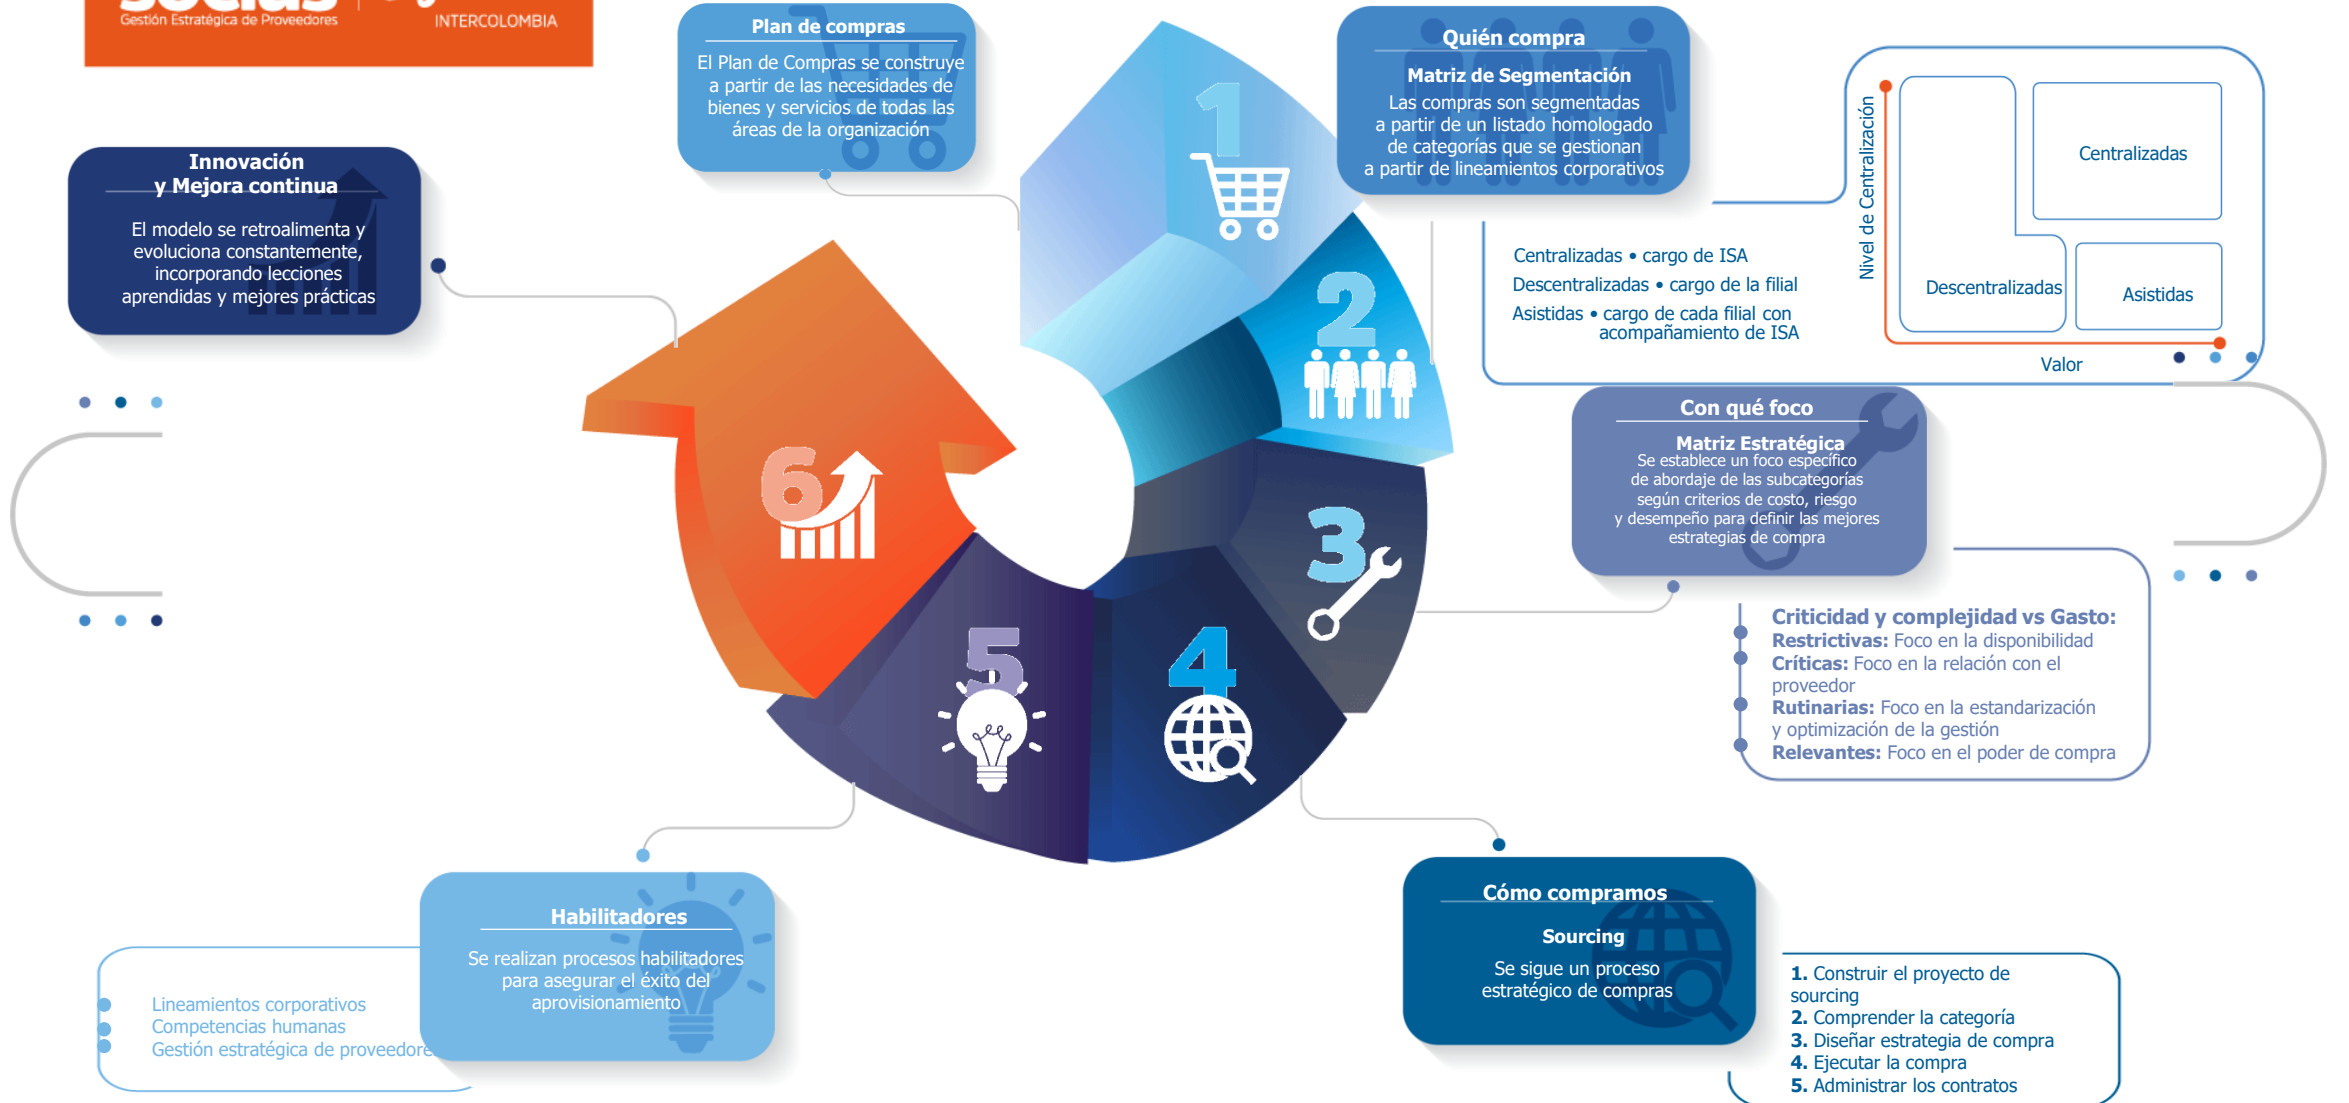 Gestión Estratégica de Proveedores
INTERCOLOMBIA
Plan de compras
El Plan de Compras se construye
a partir de las necesidades de
bienes y servicios de todas las
áreas de la organización
Quién compra
Matriz de Segmentación
Las compras son segmentadas
a partir de un listado homologado
de categorías que se gestionan
a partir de lineamientos corporativos
Nivel de Centralización
Centralizadas
Descentralizadas
Asistidas
Valor
Centralizadas • cargo de ISA
Descentralizadas • cargo de la filial
Asistidas • cargo de cada filial con
acompañamiento de ISA
Innovación
y Mejora continua
El modelo se retroalimenta y
evoluciona constantemente,
incorporando lecciones
aprendidas y mejores prácticas
1
2
3
4
5
6
Con qué foco
Matriz Estratégica
Se establece un foco específico
de abordaje de las subcategorías
según criterios de costo, riesgo
y desempeño para definir las mejores
estrategias de compra
Criticidad y complejidad vs Gasto:
Restrictivas: Foco en la disponibilidad
Críticas: Foco en la relación con el
proveedor
Rutinarias: Foco en la estandarización
y optimización de la gestión
Relevantes: Foco en el poder de compra
Habilitadores
Se realizan procesos habilitadores
para asegurar el éxito del
aprovisionamiento
Lineamientos corporativos
Competencias humanas
Gestión estratégica de proveedore
Cómo compramos
Sourcing
Se sigue un proceso
estratégico de compras
1. Construir el proyecto de
sourcing
2. Comprender la categoría
3. Diseñar estrategia de compra
4. Ejecutar la compra
5. Administrar los contratos